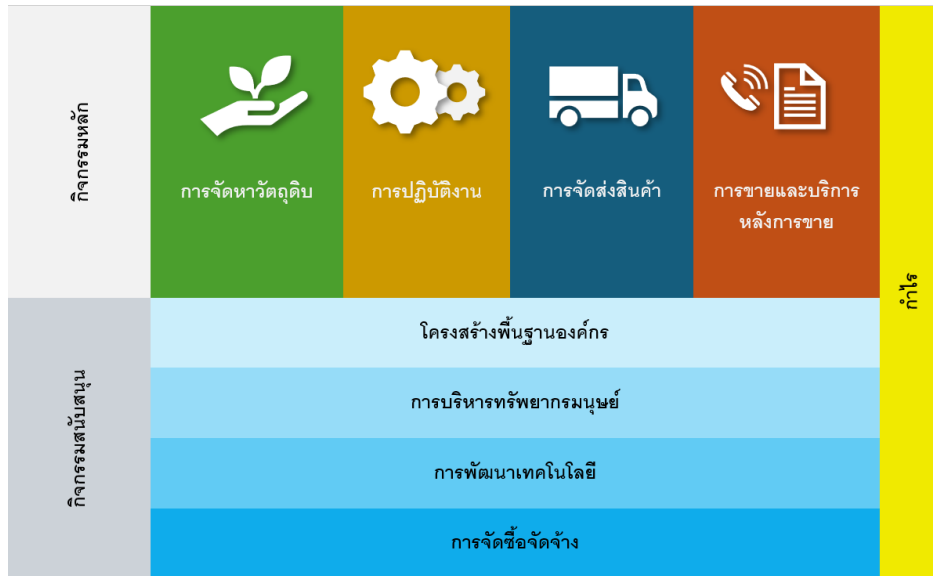 กิจกรรมหลัก
การจัดหาวัตถุดิบ
การปฏิบัติงาน
การจัดส่งสินค้า
การขายและบริการ
หลังการขาย
กำไร
กิจกรรมสนับสนุน
โครงสร้างพื้นฐานองค์กร
การบริหารทรัพยากรมนุษย์
การพัฒนาเทคโนโลยี
การจัดซื้อจัดจ้าง